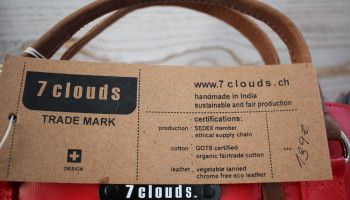 7 clouds
TRADE MARK
DESIGN
www.7clouds.ch
handmade in India
sustainable and fair production
certifications:
production SEDEX member
ethical supply chain
cotton GOTS certified
organic fairtrade cotton
leather vegetable tanned
chrome free eco leather
139€
7 clouds